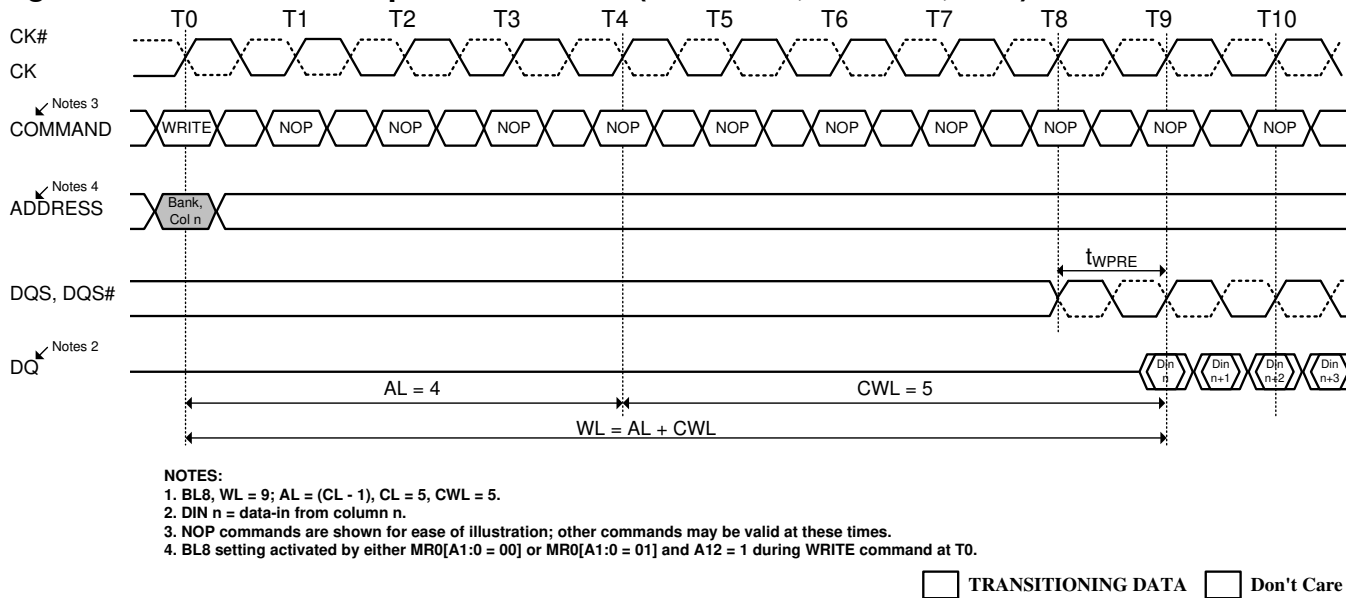 T0 T1 T2 T3 T4 T5 T6 T7 T8 T9 T10
CK#
CK
Notes 3
COMMAND
WRITE NOP NOP NOP NOP NOP NOP NOP NOP NOP NOP
Notes 4
ADDRESS
Bank,
Col n
tWPRE
DQS, DQS#
Notes 2
DQ
Din n
Din n+1
Din n+2
Din n+3
AL = 4
CWL = 5
WL = AL + CWL
NOTES:
1. BL8, WL = 9; AL = (CL - 1), CL = 5, CWL = 5.
2. DIN n = data-in from column n.
3. NOP commands are shown for ease of illustration; other commands may be valid at these times.
4. BL8 setting activated by either MR0[A1:0 = 00] or MR0[A1:0 = 01] and A12 = 1 during WRITE command at T0.
TRANSITIONING DATA Don't Care